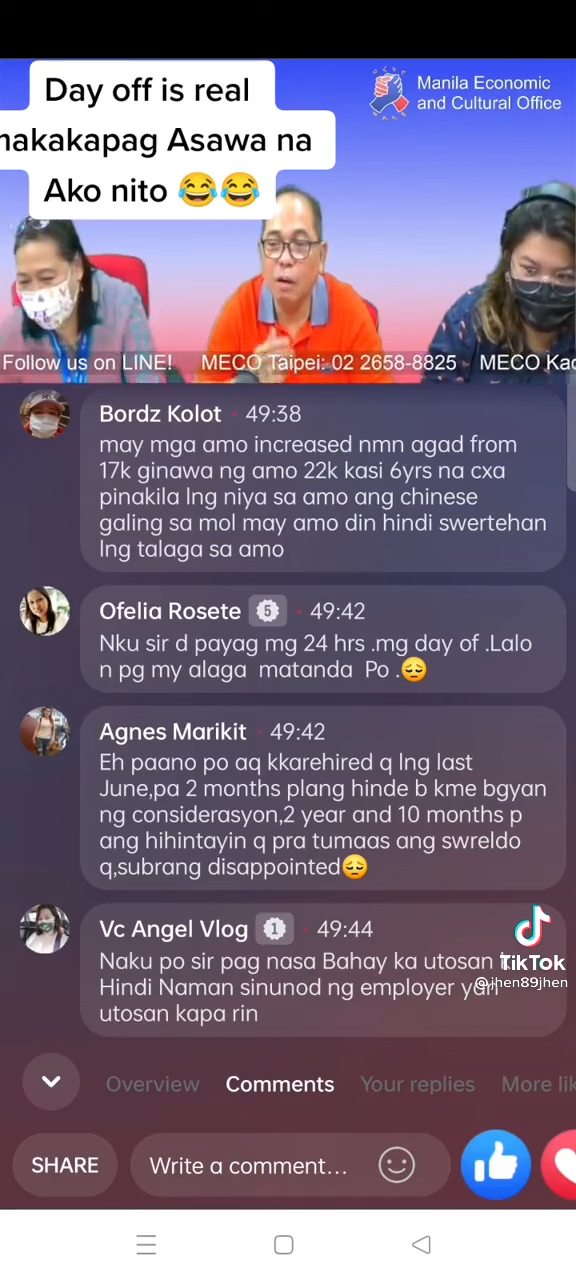 Day off is real
makakapag Asawa na
Ako nito 😂😂
Manila Economic
and Cultural Office
Follow us on LINE! MECO Taipei: 02 2658-8825 MECO Kao
Bordz Kolot 49:38
may mga amo increased nmn agad from
17k ginawa ng amo 22k kasi 6yrs na cxa
pinakila lng niya sa amo ang chinese
galing sa mol may amo din hindi swertehan
lng talaga sa amo
Ofelia Rosete 5 49:42
Nku sir d payag mg 24 hrs .mg day of .Lalo
n pg my alaga matanda Po .😔
Agnes Marikit 49:42
Eh paano po aq kkarehired q lng last
June,pa 2 months plang hinde b kme bgyan
ng considerasyon,2 year and 10 months p
ang hihintayin q pra tumaas ang swreldo
q,subrang disappointed😔
Vc Angel Vlog 1 49:44
Naku po sir pag nasa Bahay ka utosan
Hindi Naman sinunod ng employer yan
utosan kapa rin
TikTok
@jhen89jhen
Overview Comments Your replies More lik
SHARE Write a comment...